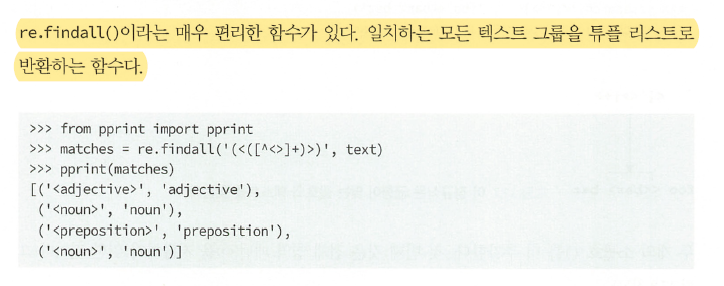 re.findall()이라는 매우 편리한 함수가 있다. 일치하는 모든 텍스트 그룹을 튜플 리스트로
반환하는 함수다.
>>> from pprint import pprint
>>> matches = re.findall('(<([^<>]+)>)', text)
>>> pprint(matches)
[('<adjective>', 'adjective'),
 ('<noun>', 'noun'),
 ('<preposition>', 'preposition'),
 ('<noun>', 'noun')]